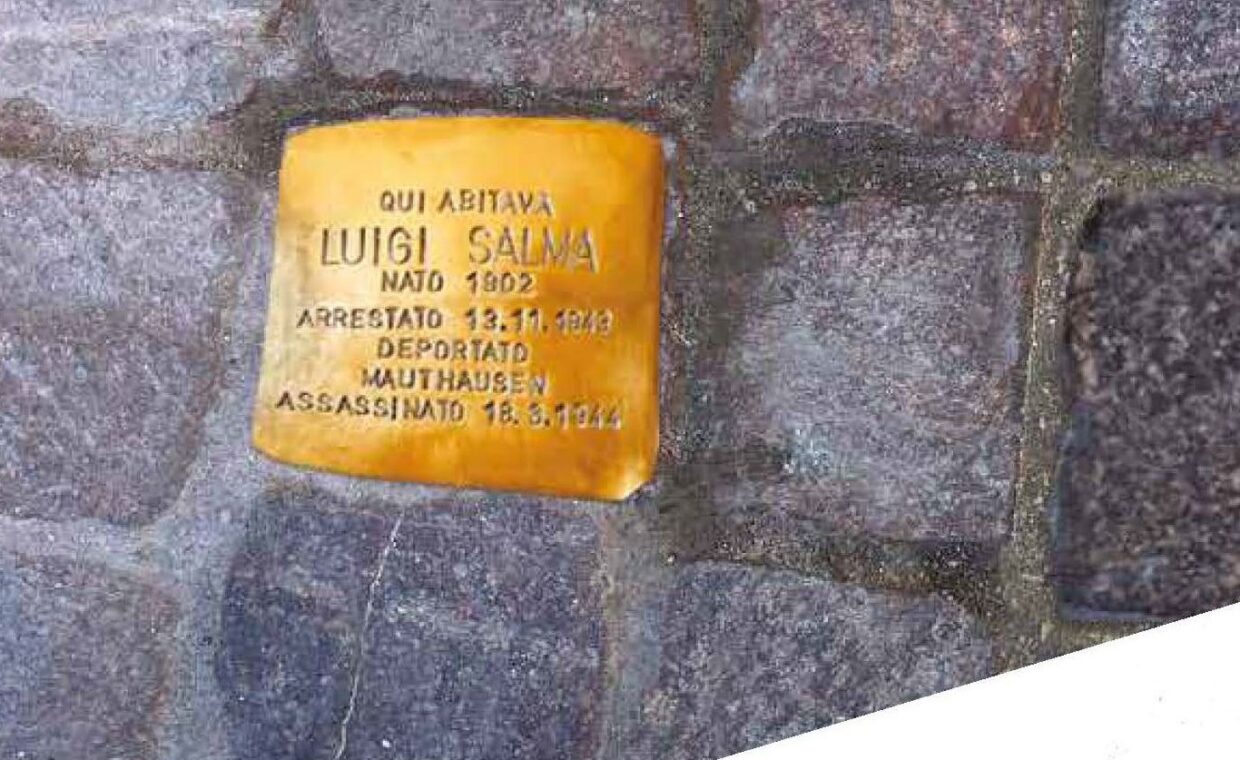 QUI ABITAVA
LUIGI SALMA
NATO 1902
ARRESTATO 13.11.1943
DEPORTATO
MAUTHAUSEN
ASSASSINATO 18.3.1944